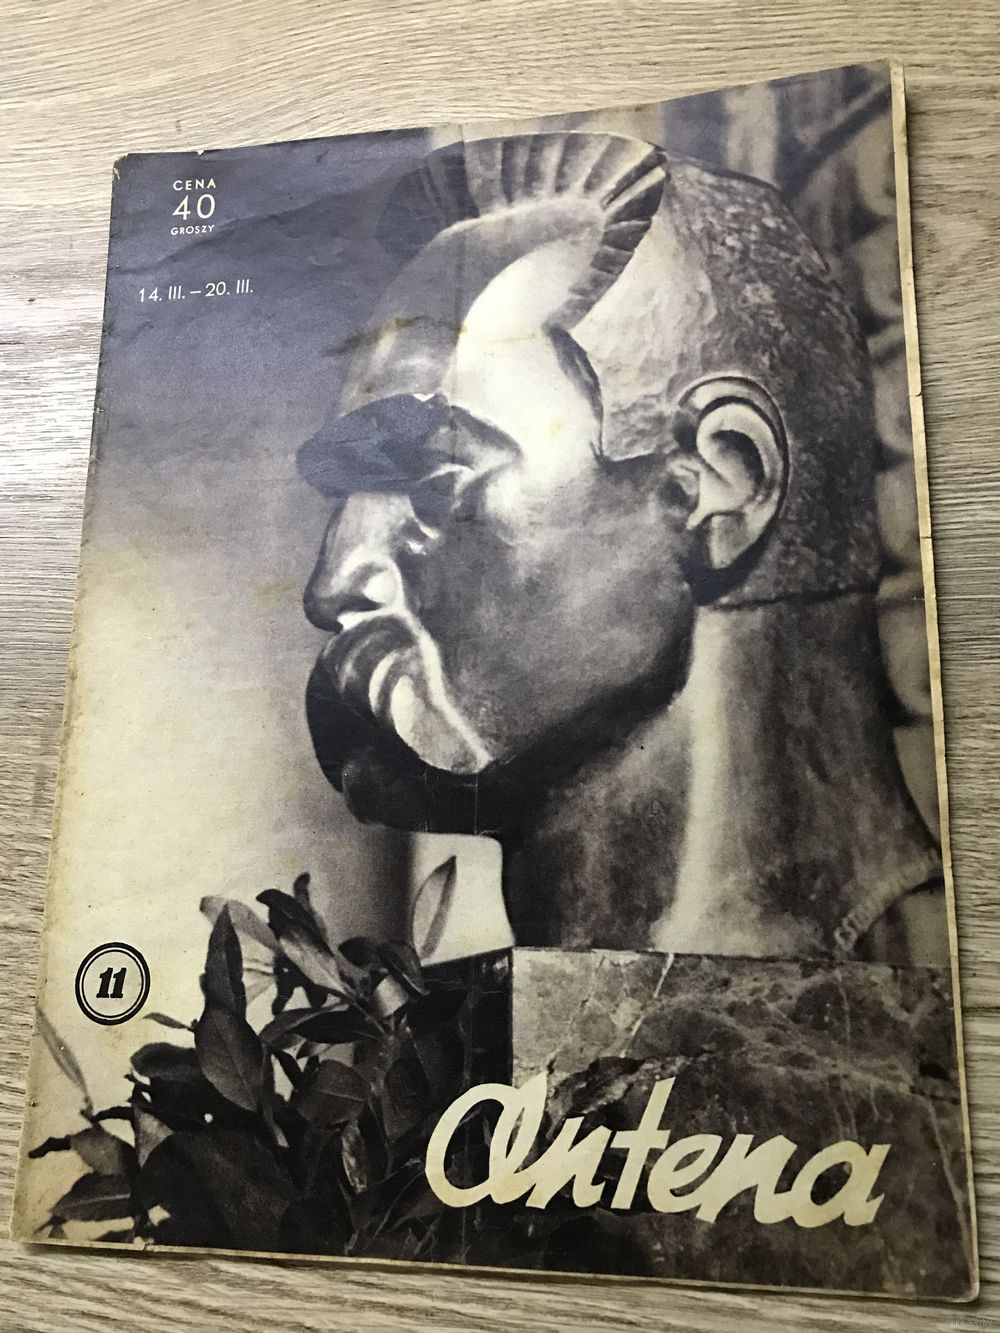 CENA
40
GROSZY
14. III. – 20. III.
11
Antena